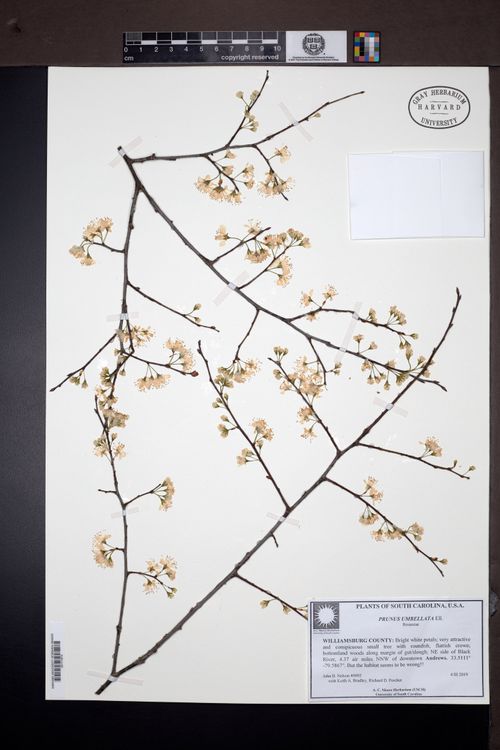 0 1 2 3 4 5 6 7 8 9 10
cm copyright reserved
GRAY HERBARIUM
HARVARD
UNIVERSITY
PLANTS OF SOUTH CAROLINA, U.S.A.
PRUNUS UMBELLATA Ell.
Rosaceae
WILLIAMSBURG COUNTY: Bright white petals; very attractive
and conspicuous small tree with roundish, flattish crown;
bottomland woods along margin of gut/slough; NE side of Black
River, 4.37 air miles NNW of downtown Andrews. 33.5111°
-79.5867°. But the habitat seems to be wrong!!
John B. Nelson
4 III 2019
with Keith A. Bradley, Richard D. Porcher
A. C. Moore Herbarium (USCH)
University of South Carolina